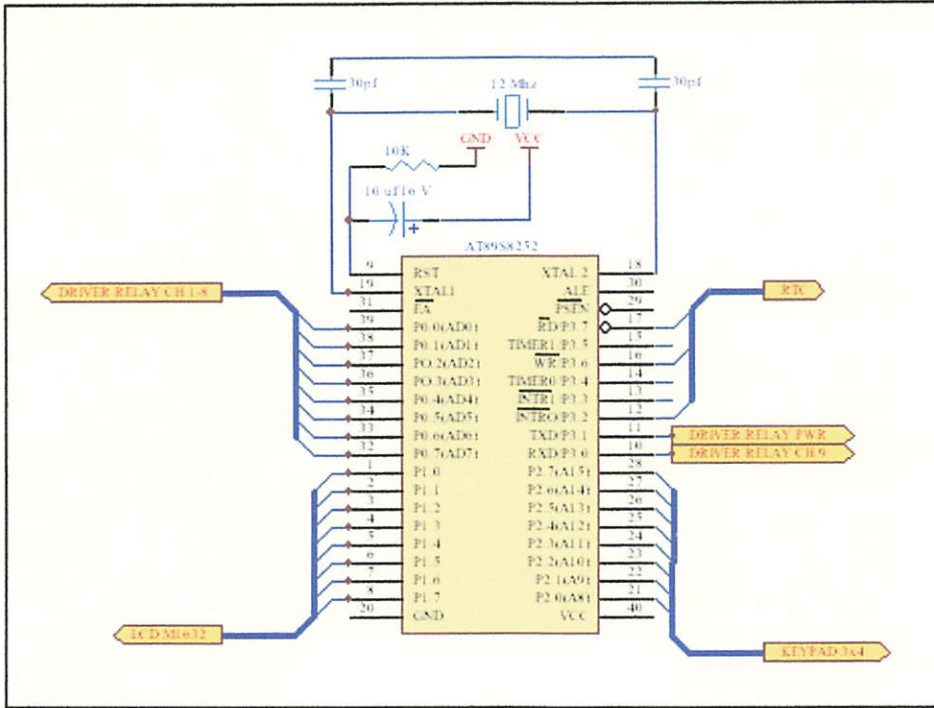 30pf
12 Mhz
30pf
GND
VCC
10K
10 uf16 V
AT89S8252
9
RST
XTAL 2
18
19
XTAL1
ALE
30
31
EA
PSEN
29
39
P0.0(AD0)
RD/P3.7
17
38
P0.1(AD1)
TIMER1/P3.5
15
37
PO.2(AD2)
WR/P3.6
16
36
PO.3(AD3)
TIMER0/P3.4
14
35
P0.4(AD4)
INTR1/P3.3
13
34
P0.5(AD5)
INTRO/P3.2
12
33
P0.6(AD6)
TXD/P3.1
11
32
P0.7(AD7)
RXD/P3.0
10
1
P1.0
P2.7(A15)
28
2
P1.1
P2.6(A14)
27
3
P1.2
P2.5(A13)
26
4
P1.3
P2.4(A12)
25
5
P1.4
P2.3(A11)
24
6
P1.5
P2.2(A10)
23
7
P1.6
P2.1(A9)
22
8
P1.7
P2.0(A8)
21
20
GND
VCC
40
DRIVER RELAY CH 1-8
RTC
DRIVER RELAY PWR
DRIVER RELAY CH 9
LCD M1632
KEYPAD 3x4